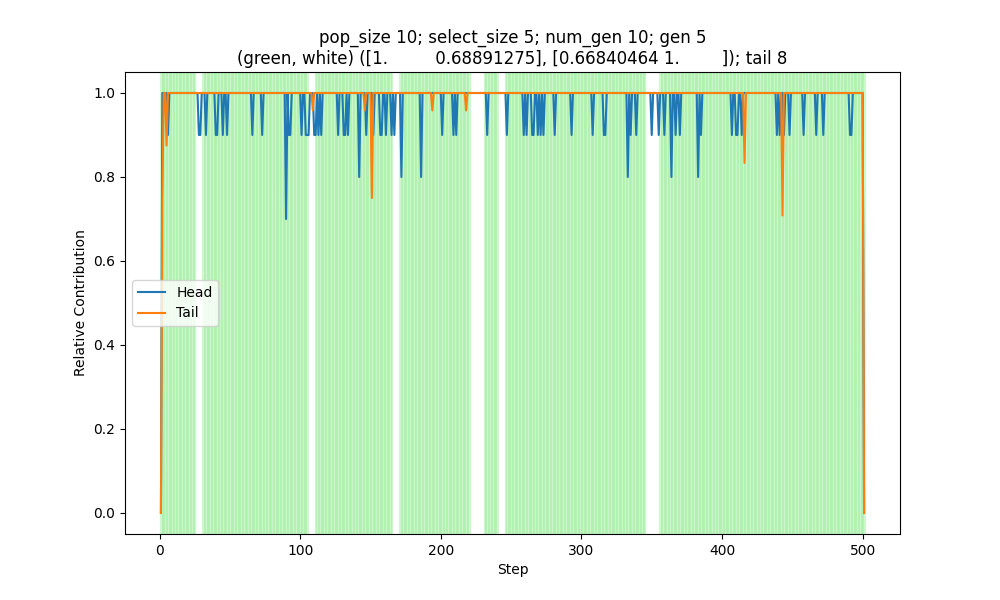 pop_size 10; select_size 5; num_gen 10; gen 5
(green, white) ([1. 0.68891275], [0.66840464 1. ]); tail 8
1.0
0.8
0.6
0.4
0.2
0.0
Relative Contribution
Head
Tail
0 100 200 300 400 500
Step